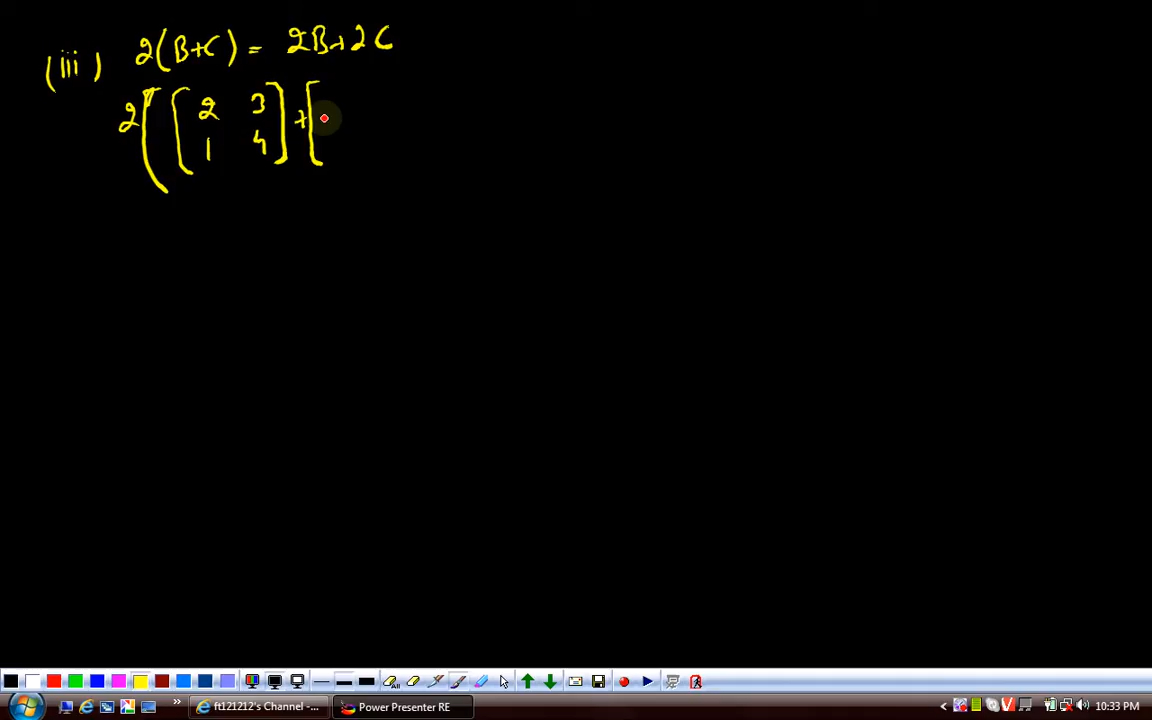 (iii) 2(B+C) = 2B+2C
2( [ 2 3
1 4 ] + [
ft121212's Channel -... Power Presenter RE 10:33 PM